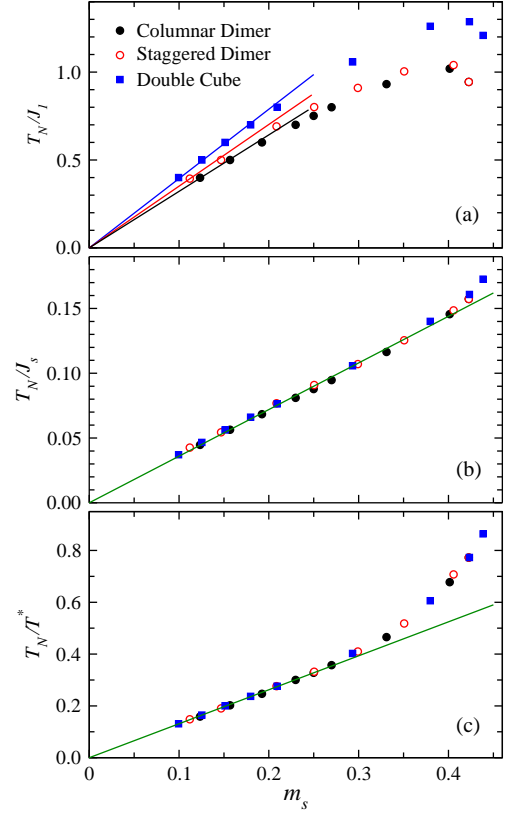 Columnar Dimer
Staggered Dimer
Double Cube
T_N/J_1
1.0
0.5
0.0
(a)
T_N/J_s
0.15
0.10
0.05
0.00
(b)
T_N/T^*
0.8
0.6
0.4
0.2
0.0
(c)
0 0.1 0.2 0.3 0.4
m_s